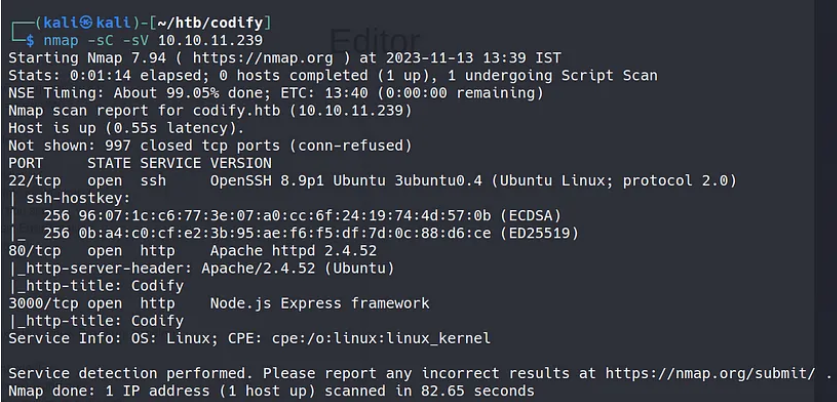 ┌──(kali㉿kali)-[~/htb/codify]
└─$ nmap -sC -sV 10.10.11.239
Editor
Starting Nmap 7.94 ( https://nmap.org ) at 2023-11-13 13:39 IST
Stats: 0:01:14 elapsed; 0 hosts completed (1 up), 1 undergoing Script Scan
NSE Timing: About 99.05% done; ETC: 13:40 (0:00:00 remaining)
Nmap scan report for codify.htb (10.10.11.239)
Host is up (0.55s latency).
Not shown: 997 closed tcp ports (conn-refused)
PORT     STATE SERVICE VERSION
22/tcp   open  ssh     OpenSSH 8.9p1 Ubuntu 3ubuntu0.4 (Ubuntu Linux; protocol 2.0)
| ssh-hostkey:
|   256 96:07:1c:c6:77:3e:07:a0:cc:6f:24:19:74:4d:57:0b (ECDSA)
|_  256 0b:a4:c0:cf:e2:3b:95:ae:f6:f5:df:7d:0c:88:d6:ce (ED25519)
80/tcp   open  http    Apache httpd 2.4.52
|_http-server-header: Apache/2.4.52 (Ubuntu)
|_http-title: Codify
3000/tcp open  http    Node.js Express framework
|_http-title: Codify
Service Info: OS: Linux; CPE: cpe:/o:linux:linux_kernel

Service detection performed. Please report any incorrect results at https://nmap.org/submit/ .
Nmap done: 1 IP address (1 host up) scanned in 82.65 seconds